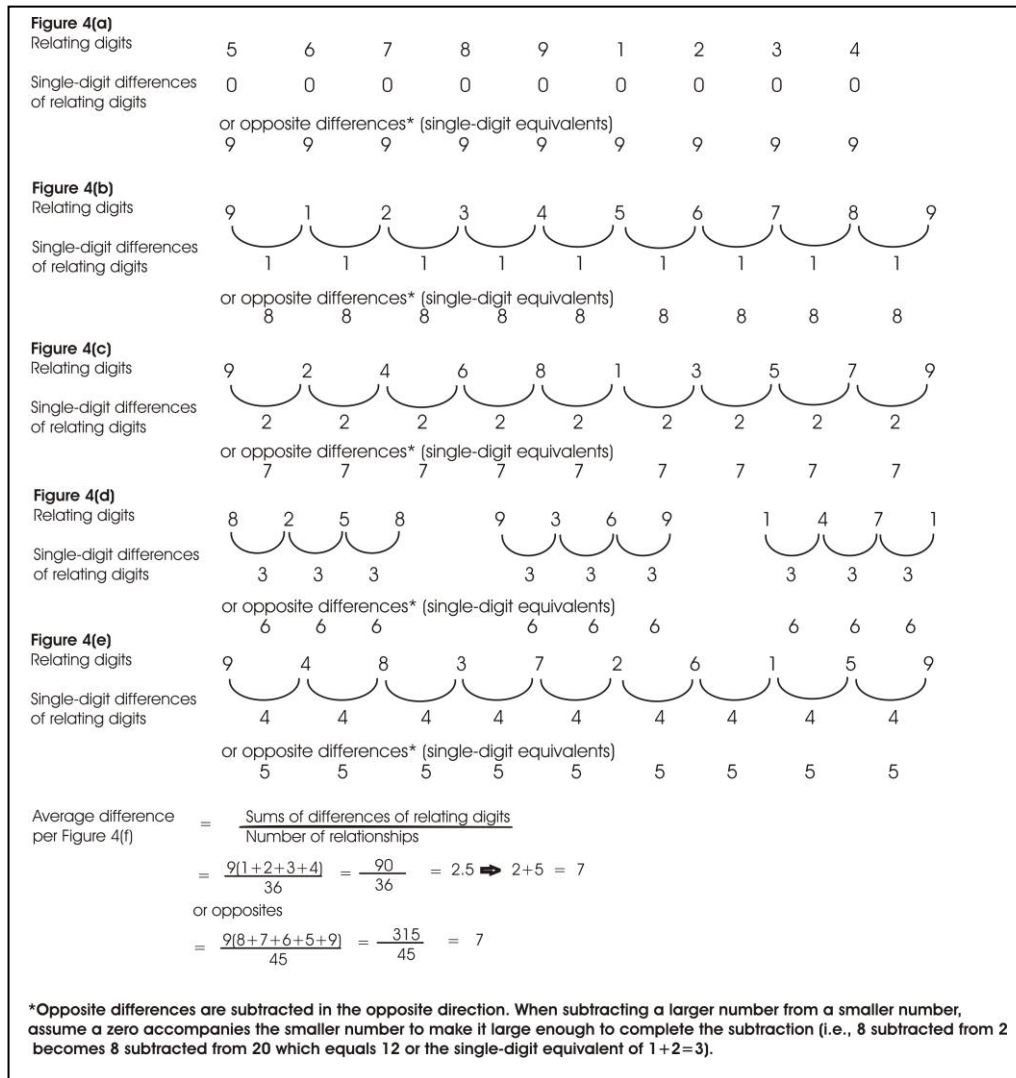 Figure 4(a)
Relating digits 5 6 7 8 9 1 2 3 4
Single-digit differences
of relating digits 0 0 0 0 0 0 0 0 0
or opposite differences* (single-digit equivalents)
9 9 9 9 9 9 9 9 9
Figure 4(b)
Relating digits 9 1 2 3 4 5 6 7 8 9
Single-digit differences
of relating digits 1 1 1 1 1 1 1 1 1
or opposite differences* (single-digit equivalents)
8 8 8 8 8 8 8 8 8
Figure 4(c)
Relating digits 9 2 4 6 8 1 3 5 7 9
Single-digit differences
of relating digits 2 2 2 2 2 2 2 2 2
or opposite differences* (single-digit equivalents)
7 7 7 7 7 7 7 7 7
Figure 4(d)
Relating digits 8 2 5 8 9 3 6 9 1 4 7 1
Single-digit differences
of relating digits 3 3 3 3 3 3 3 3 3
or opposite differences* (single-digit equivalents)
6 6 6 6 6 6 6 6 6
Figure 4(e)
Relating digits 9 4 8 3 7 2 6 1 5 9
Single-digit differences
of relating digits 4 4 4 4 4 4 4 4 4
or opposite differences* (single-digit equivalents)
5 5 5 5 5 5 5 5 5
Average difference = Sums of differences of relating digits
per Figure 4(f) Number of relationships
= 9(1+2+3+4) = 90 = 2.5 ➡ 2+5 = 7
36 36
or opposites
= 9(8+7+6+5+9) = 315 = 7
45 45
*Opposite differences are subtracted in the opposite direction. When subtracting a larger number from a smaller number,
assume a zero accompanies the smaller number to make it large enough to complete the subtraction (i.e., 8 subtracted from 2
becomes 8 subtracted from 20 which equals 12 or the single-digit equivalent of 1+2=3).